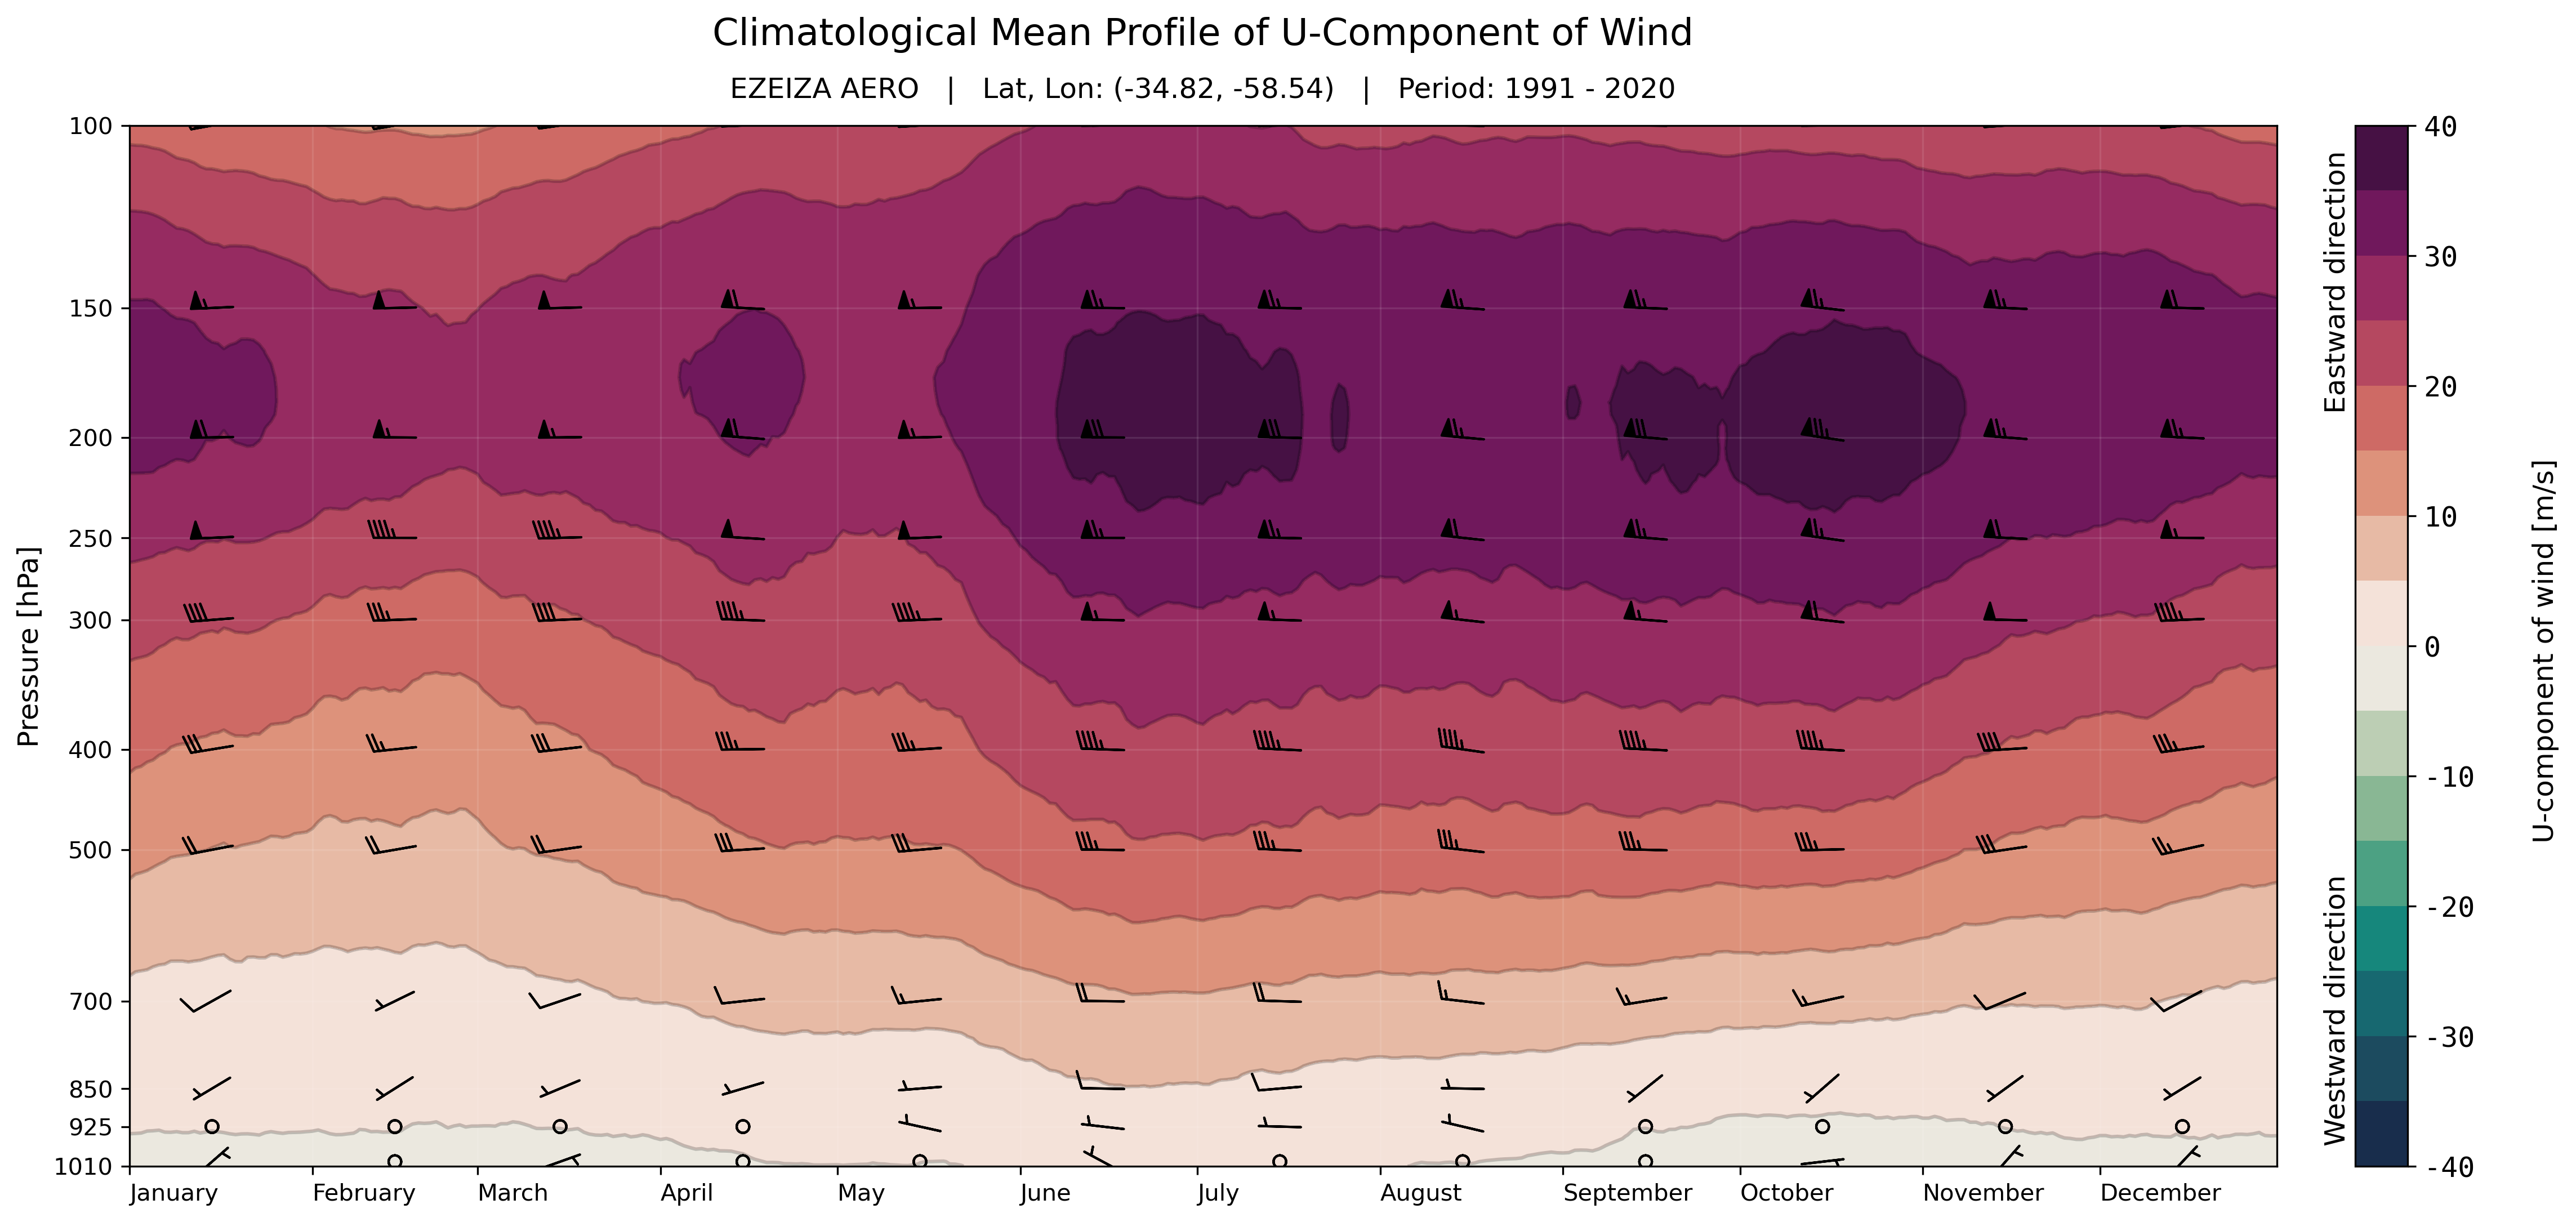 Climatological Mean Profile of U-Component of Wind
EZEIZA AERO | Lat, Lon: (-34.82, -58.54) | Period: 1991 - 2020
Pressure [hPa]
100
150
200
250
300
400
500
700
850
925
1010
January February March April May June July August September October November December
40
30
20
10
0
-10
-20
-30
-40
Eastward direction
Westward direction
U-component of wind [m/s]